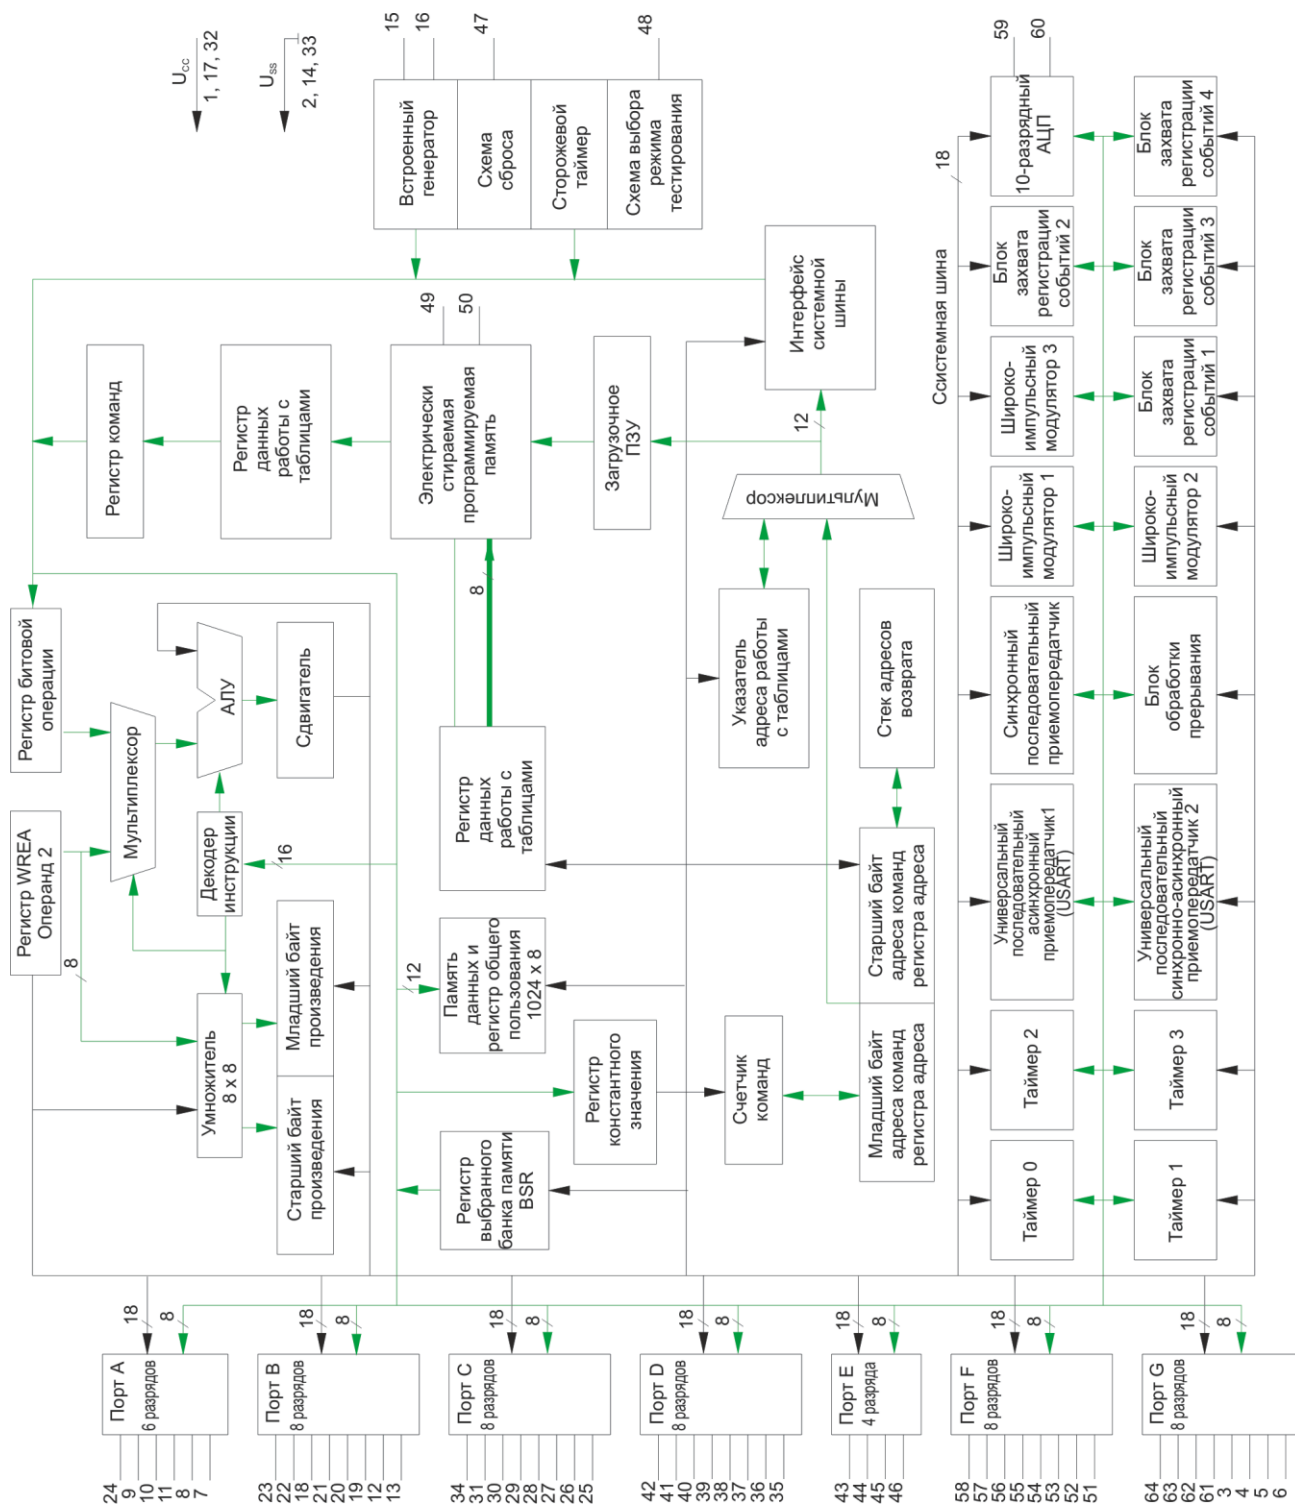 24
9
10
11
8
7
Порт A
6 разрядов
18
8
23
22
18
21
20
19
12
13
Порт B
8 разрядов
18
8
34
31
30
29
28
27
26
25
Порт C
8 разрядов
18
8
42
41
40
39
38
37
36
35
Порт D
8 разрядов
18
8
43
44
45
46
Порт E
4 разряда
18
8
58
57
56
55
54
53
52
51
Порт F
8 разрядов
18
8
64
63
62
61
3
4
5
6
Порт G
8 разрядов
18
8
Регистр WREA
Операнд 2
8
Регистр битовой
операции
Мультиплексор
Умножитель
8 x 8
Декодер
инструкции
16
АЛУ
Старший байт
произведения
Младший байт
произведения
Сдвигатель
Регистр команд
Регистр
данных
работы с
таблицами
Ucc
1, 17, 32
Uss
2, 14, 33
Встроенный
генератор
15
16
Схема
сброса
47
Сторожевой
таймер
Схема выбора
режима
тестирования
48
Регистр
выбранного
банка памяти
BSR
12
Память
данных и
регистр общего
пользования
1024 x 8
Регистр
данных
работы с
таблицами
8
Электрически
стираемая
программируемая
память
49
50
Регистр
константного
значения
Загрузочное
ПЗУ
Счетчик
команд
Указатель
адреса работы
с таблицами
Мультиплексор
12
Интерфейс
системной
шины
Младший байт
адреса команд
регистра адреса
Старший байт
адреса команд
регистра адреса
Стек адресов
возврата
Ссистемная шина
18
Таймер 0
Таймер 2
Универсальный
последовательный
асинхронный
приемопередатчик1
(USART)
Синхронный
последовательный
приемопередатчик
Широко-
импульсный
модулятор 1
Широко-
импульсный
модулятор 3
Блок
захвата
регистрации
событий 2
10-разрядный
АЦП
59
60
Таймер 1
Таймер 3
Универсальный
последовательный
синхронно-асинхронный
приемопередатчик 2
(USART)
Блок
обработки
прерывания
Широко-
импульсный
модулятор 2
Блок
захвата
регистрации
событий 1
Блок
захвата
регистрации
событий 3
Блок
захвата
регистрации
событий 4